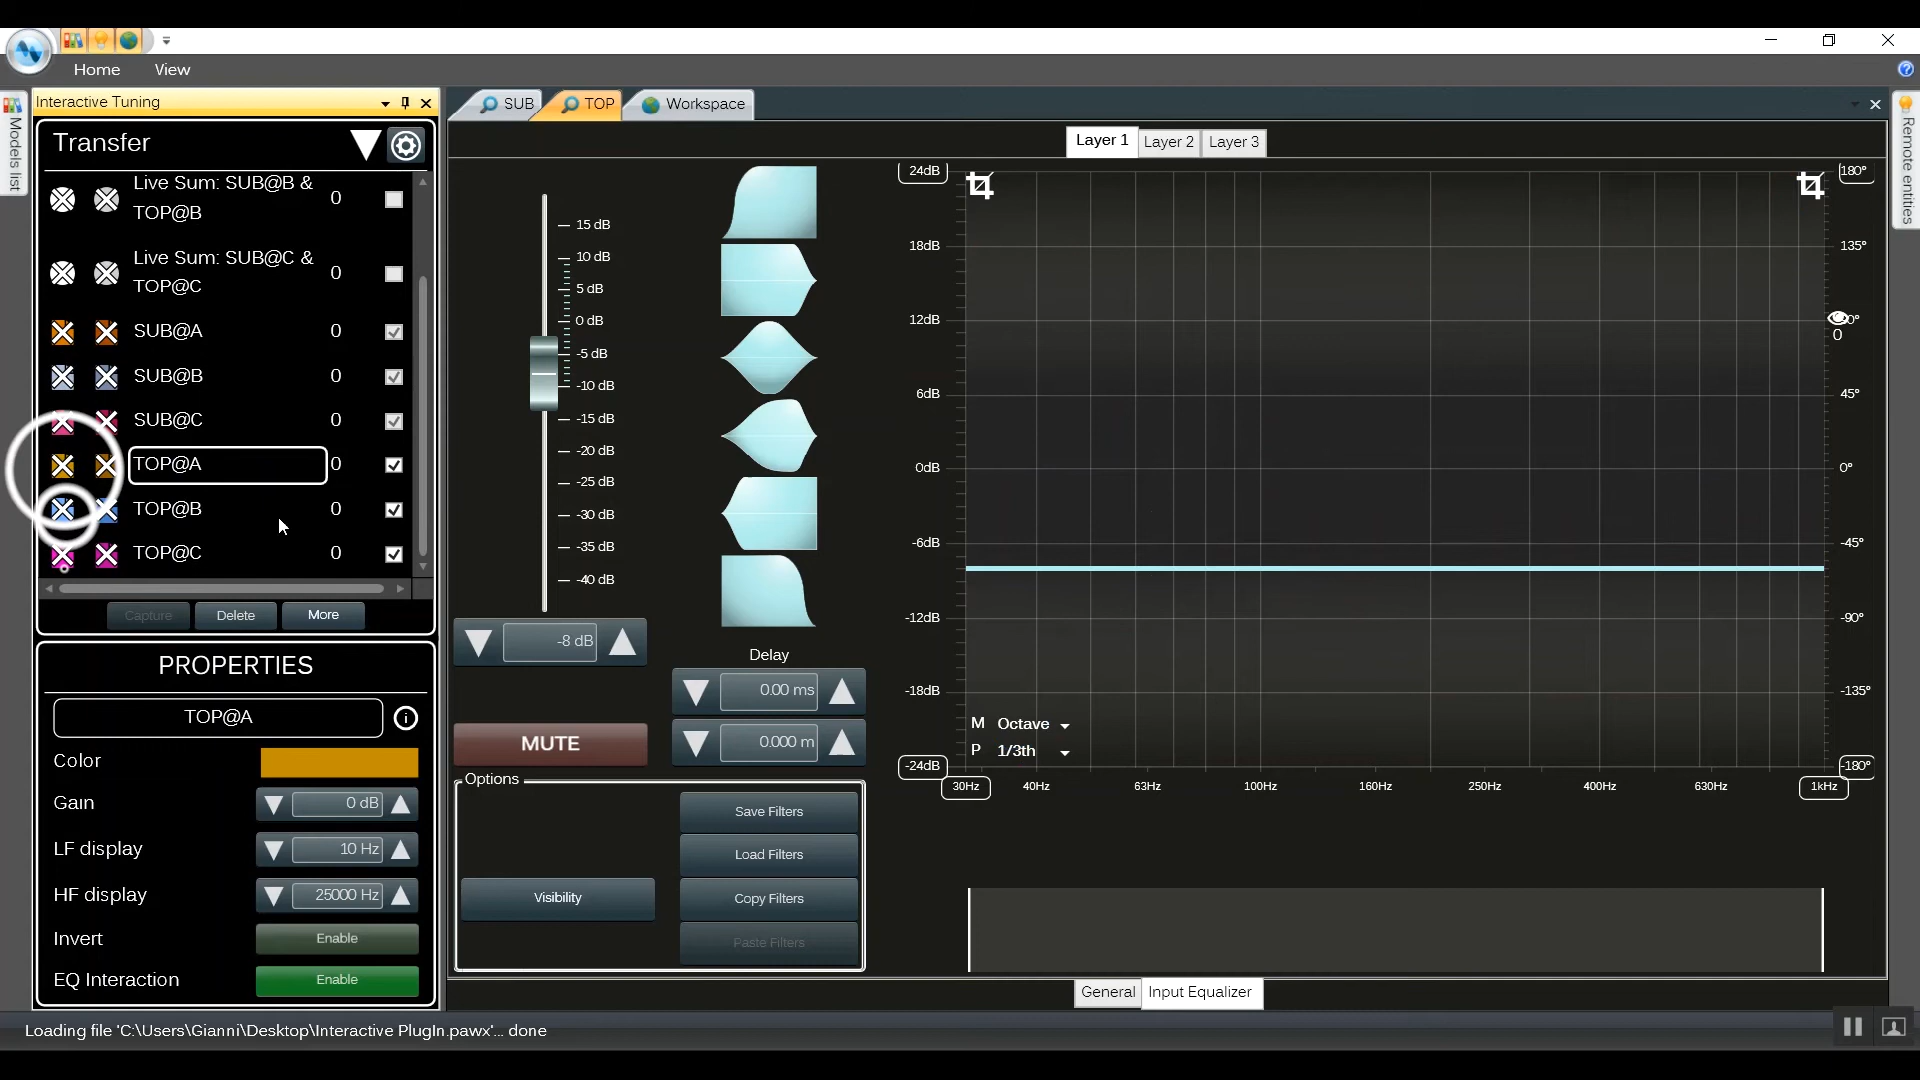 Home
View
Interactive Tuning
Models list
Transfer
Live Sum: SUB@B &
TOP@B
0
Live Sum: SUB@C &
TOP@C
0
SUB@A
0
SUB@B
0
SUB@C
0
TOP@A
0
TOP@B
0
TOP@C
0
Capture
Delete
More
PROPERTIES
TOP@A
Color
Gain
0 dB
LF display
10 Hz
HF display
25000 Hz
Invert
Enable
EQ Interaction
Enable
SUB
TOP
Workspace
Layer 1
Layer 2
Layer 3
15 dB
10 dB
5 dB
0 dB
-5 dB
-10 dB
-15 dB
-20 dB
-25 dB
-30 dB
-35 dB
-40 dB
-8 dB
MUTE
Delay
0.00 ms
0.000 m
Options
Visibility
Save Filters
Load Filters
Copy Filters
Paste Filters
24dB
18dB
12dB
6dB
0dB
-6dB
-12dB
-18dB
-24dB
M Octave
P 1/3th
30Hz
40Hz
63Hz
100Hz
160Hz
250Hz
400Hz
630Hz
1kHz
180°
135°
0
45°
0°
-45°
-90°
-135°
-180°
Remote entities
General
Input Equalizer
Loading file 'C:\Users\Gianni\Desktop\Interactive PlugIn.pawx'... done